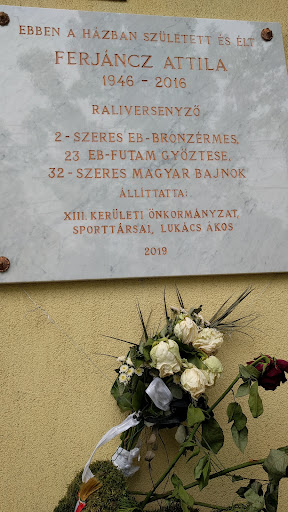 EBBEN A HÁZBAN SZÜLETETT ÉS ÉLT
FERJÁNCZ ATTILA
1946 - 2016
RALIVERSENYZŐ
2 - SZERES EB - BRONZÉRMES,
23 EB - FUTAM GYŐZTESE,
32 - SZERES MAGYAR BAJNOK
ÁLLÍTTATTA:
XIII. KERÜLETI ÖNKORMÁNYZAT,
SPORTTÁRSAI, LUKÁCS ÁKOS
2019